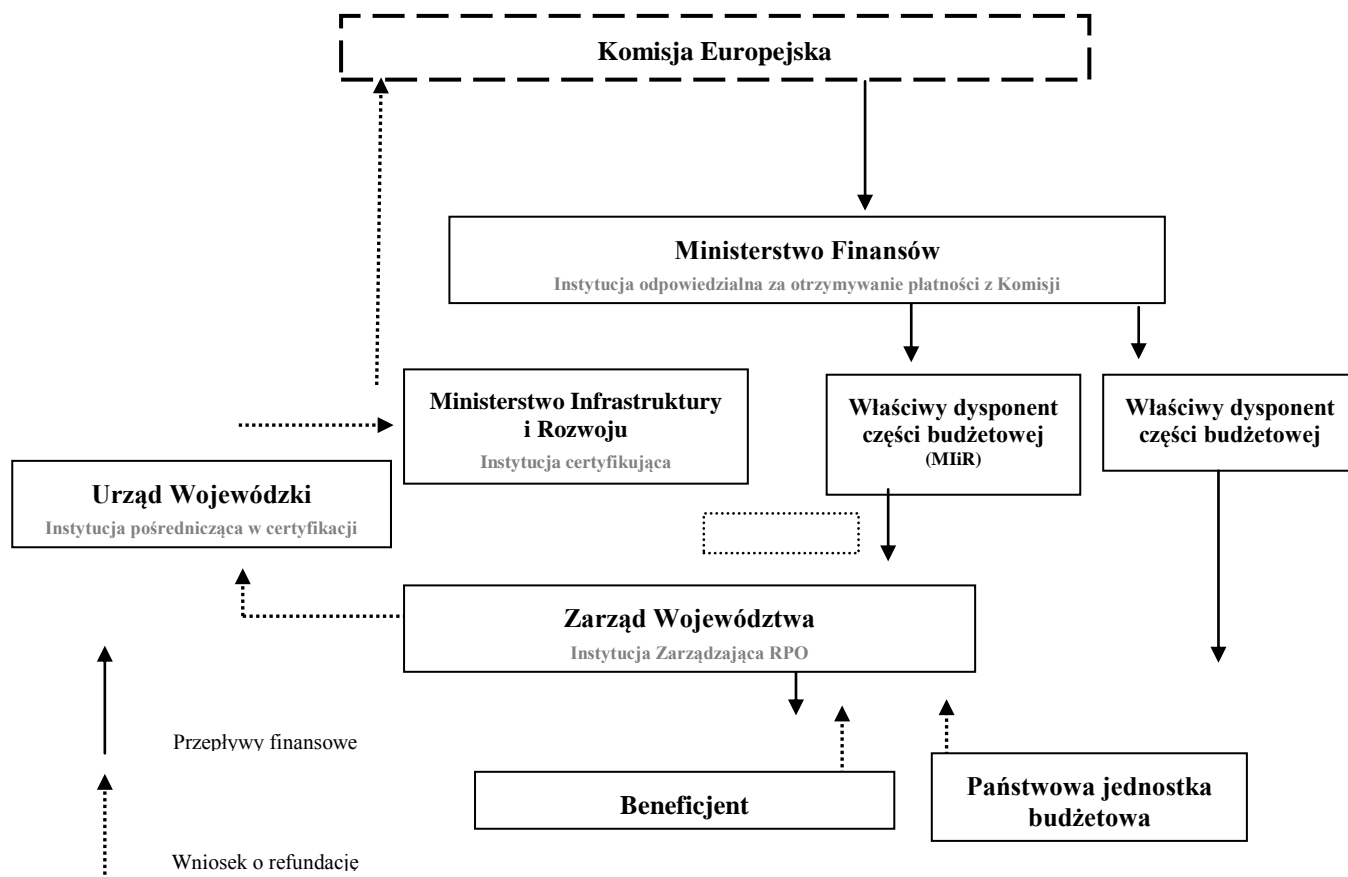 Komisja Europejska
Ministerstwo Finansów
Instytucja odpowiedzialna za otrzymywanie płatności z Komisji
Ministerstwo Infrastruktury
i Rozwoju
Instytucja certyfikująca
Właściwy dysponent
części budżetowej
(MIiR)
Właściwy dysponent
części budżetowej
Urząd Wojewódzki
Instytucja pośrednicząca w certyfikacji
Zarząd Województwa
Instytucja Zarządzająca RPO
Przepływy finansowe
Beneficjent
Państwowa jednostka
budżetowa
Wniosek o refundację